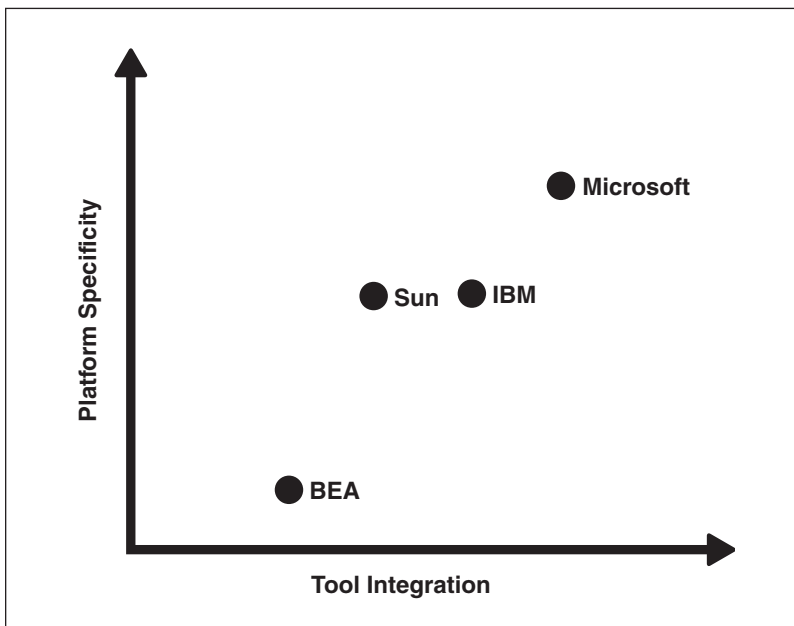 Microsoft
Platform Specificity
Sun
IBM
BEA
Tool Integration